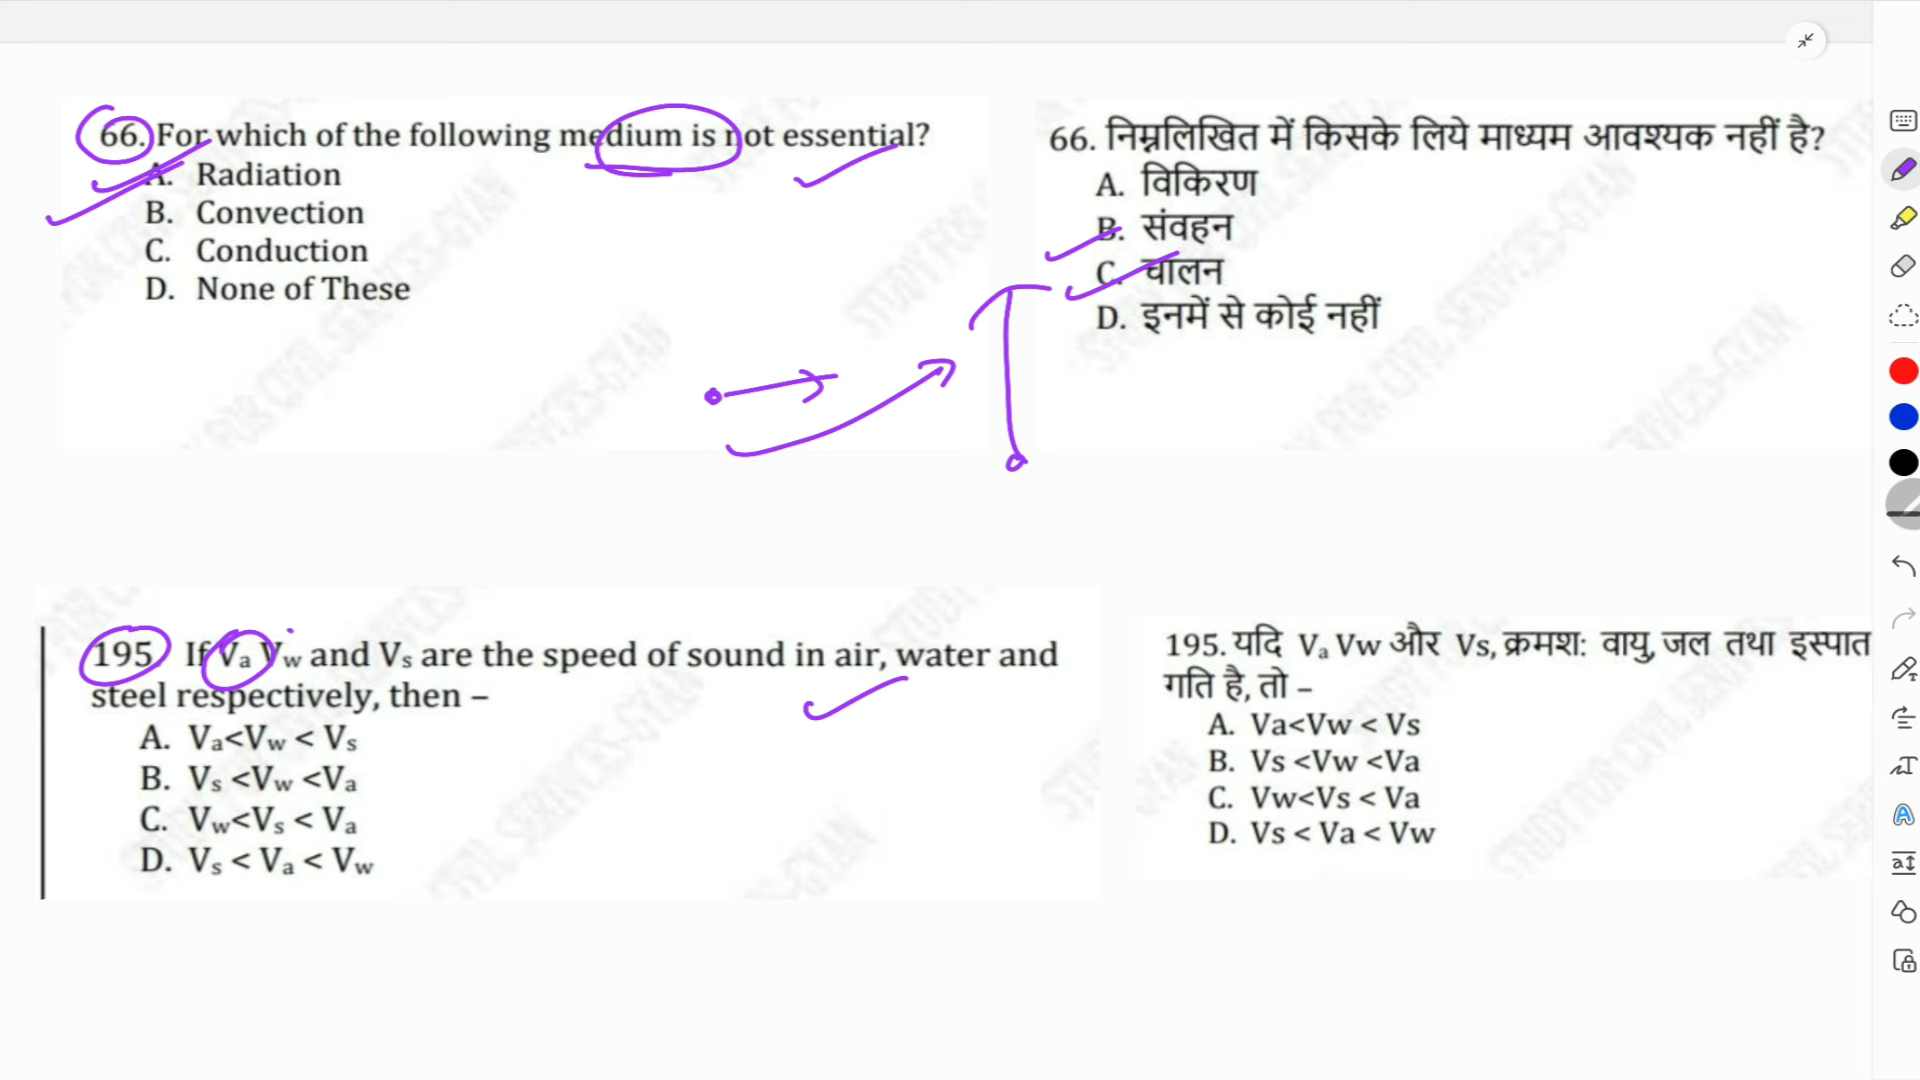 66. For which of the following medium is not essential?
A. Radiation
B. Convection
C. Conduction
D. None of These
66. निम्नलिखित में किसके लिये माध्यम आवश्यक नहीं है?
A. विकिरण
B. संवहन
C. चालन
D. इनमें से कोई नहीं
195. If Va Vw and Vs are the speed of sound in air, water and
steel respectively, then –
A. Va<Vw < Vs
B. Vs <Vw <Va
C. Vw<Vs < Va
D. Vs < Va < Vw
195. यदि Va Vw और Vs, क्रमश: वायु, जल तथा इस्पात
गति है, तो –
A. Va<Vw < Vs
B. Vs <Vw <Va
C. Vw<Vs < Va
D. Vs < Va < Vw